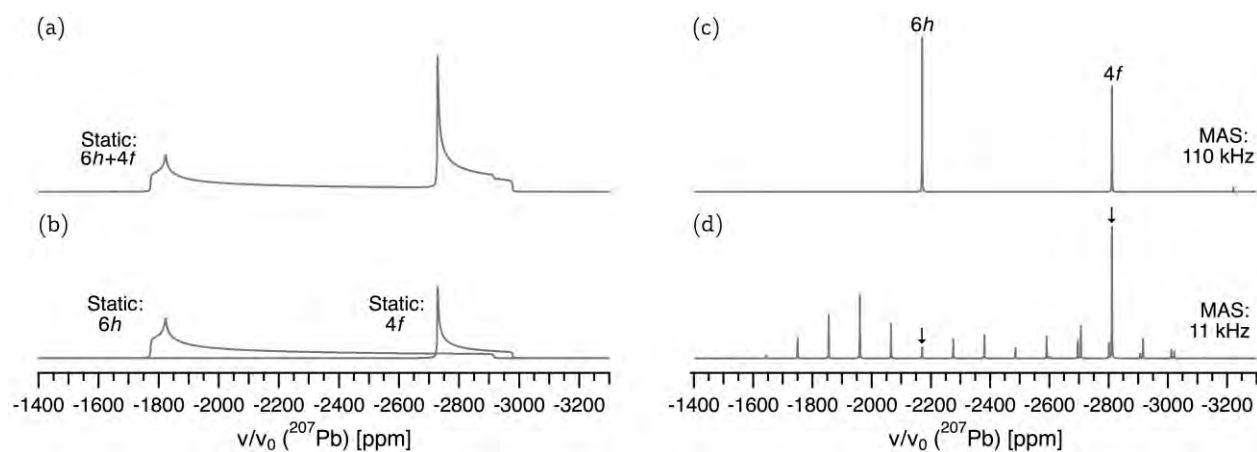 (a)
Static:
6h+4f
(b)
Static:
6h
Static:
4f
-1400 -1800 -2000 -2200 -2400 -2600 -2800 -3000 -3200
ν/ν₀ (²⁰⁷Pb) [ppm]
(c)
6h
4f
MAS:
110 kHz
(d)
↓
↓
MAS:
11 kHz
-1400 -1800 -2000 -2200 -2400 -2600 -2800 -3000 -3200
ν/ν₀ (²⁰⁷Pb) [ppm]